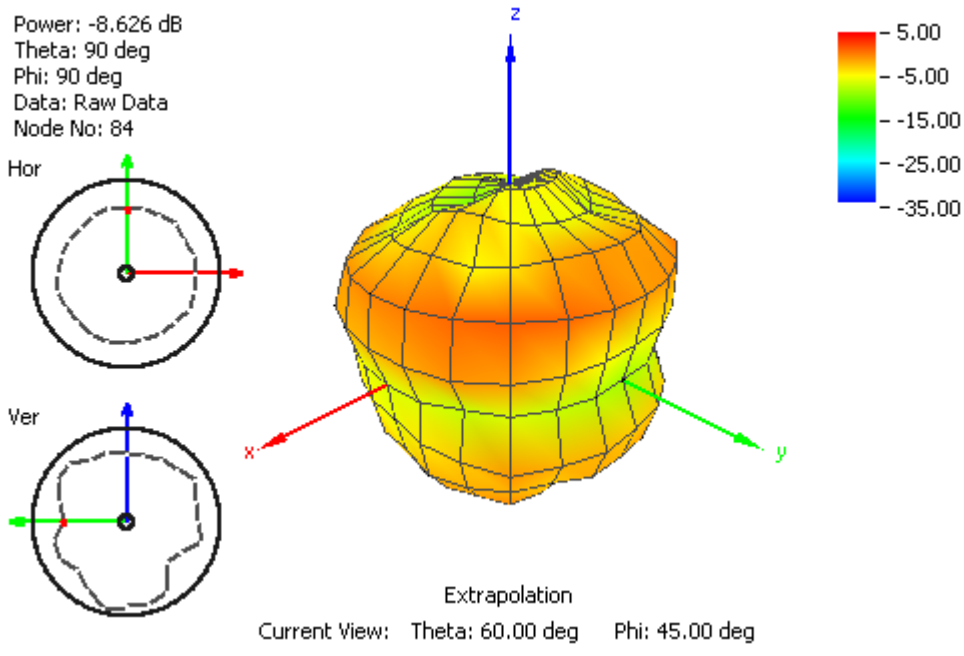 Power: -8.626 dB
Theta: 90 deg
Phi: 90 deg
Data: Raw Data
Node No: 84
Hor
Ver
z
x
y
5.00
-5.00
-15.00
-25.00
-35.00
Extrapolation
Current View: Theta: 60.00 deg Phi: 45.00 deg